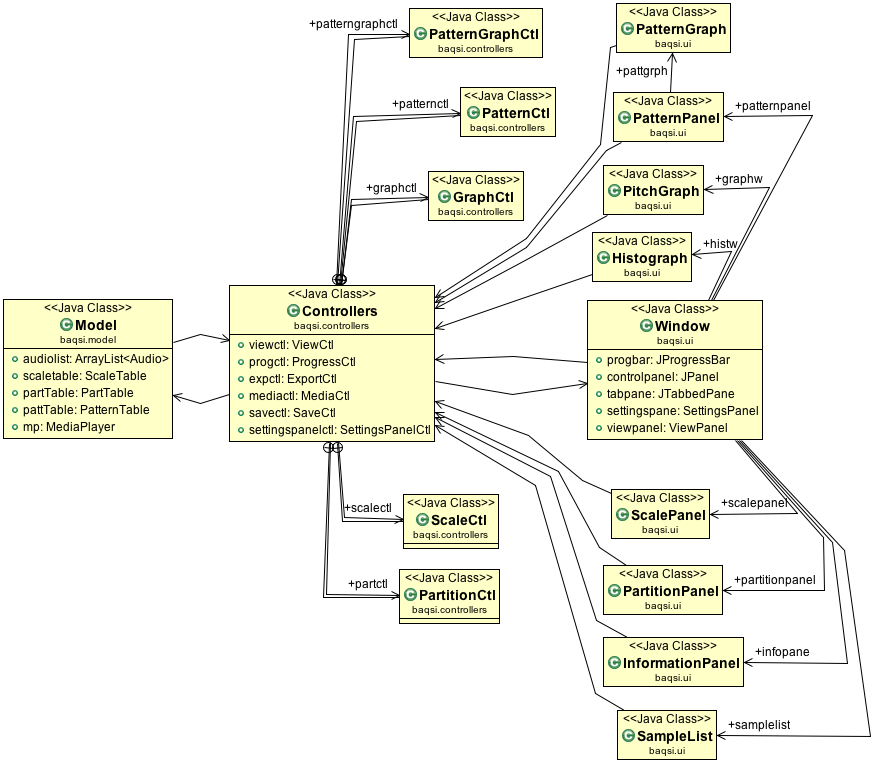 +patterngraphctl
<<Java Class>>
PatternGraphCtl
baqsi.controllers
<<Java Class>>
PatternGraph
baqsi.ui
+pattgrph
+patternctl
<<Java Class>>
PatternCtl
baqsi.controllers
<<Java Class>>
PatternPanel
baqsi.ui
+patternpanel
+graphctl
<<Java Class>>
GraphCtl
baqsi.controllers
<<Java Class>>
PitchGraph
baqsi.ui
+graphw
<<Java Class>>
Histograph
baqsi.ui
+histw
<<Java Class>>
Model
baqsi.model
audiolist: ArrayList<Audio>
scaletable: ScaleTable
partTable: PartTable
pattTable: PatternTable
mp: MediaPlayer
<<Java Class>>
Controllers
baqsi.controllers
viewctl: ViewCtl
progctl: ProgressCtl
expctl: ExportCtl
mediactl: MediaCtl
savectl: SaveCtl
settingspanelctl: SettingsPanelCtl
<<Java Class>>
Window
baqsi.ui
progbar: JProgressBar
controlpanel: JPanel
tabpane: JTabbedPane
settingspane: SettingsPanel
viewpanel: ViewPanel
+scalectl
<<Java Class>>
ScaleCtl
baqsi.controllers
<<Java Class>>
ScalePanel
baqsi.ui
+scalepanel
+partctl
<<Java Class>>
PartitionCtl
baqsi.controllers
<<Java Class>>
PartitionPanel
baqsi.ui
+partitionpanel
<<Java Class>>
InformationPanel
baqsi.ui
+infopane
<<Java Class>>
SampleList
baqsi.ui
+samplelist